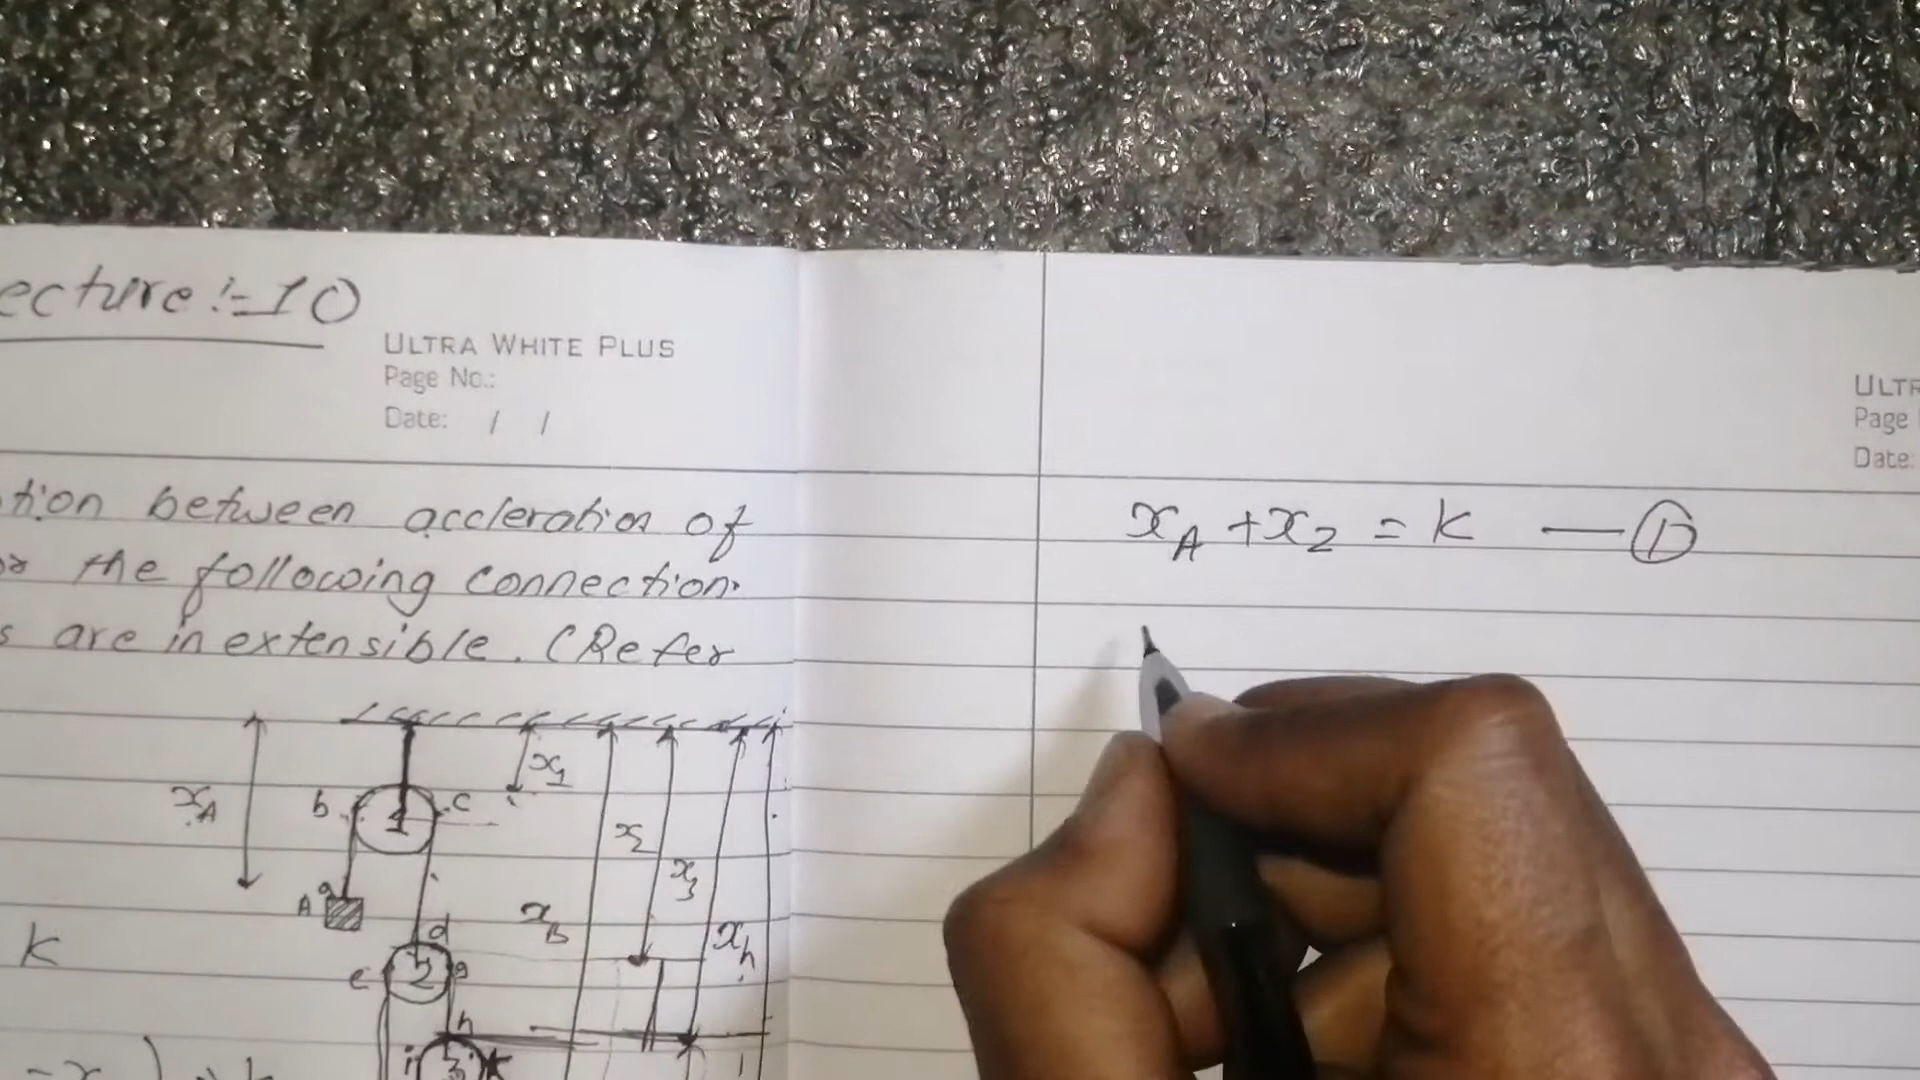 ecture :- 10
ULTRA WHITE PLUS
Page No.:
Date: / /
tion between accleration of
the following connection.
s are inextensible. (Refer
x1
xA
b 1 c
x2
x3
A a
xB
xh
d
k
e 2 g
h
i 3 k
ULTR
Page
Date:
xA + x2 = k — 1